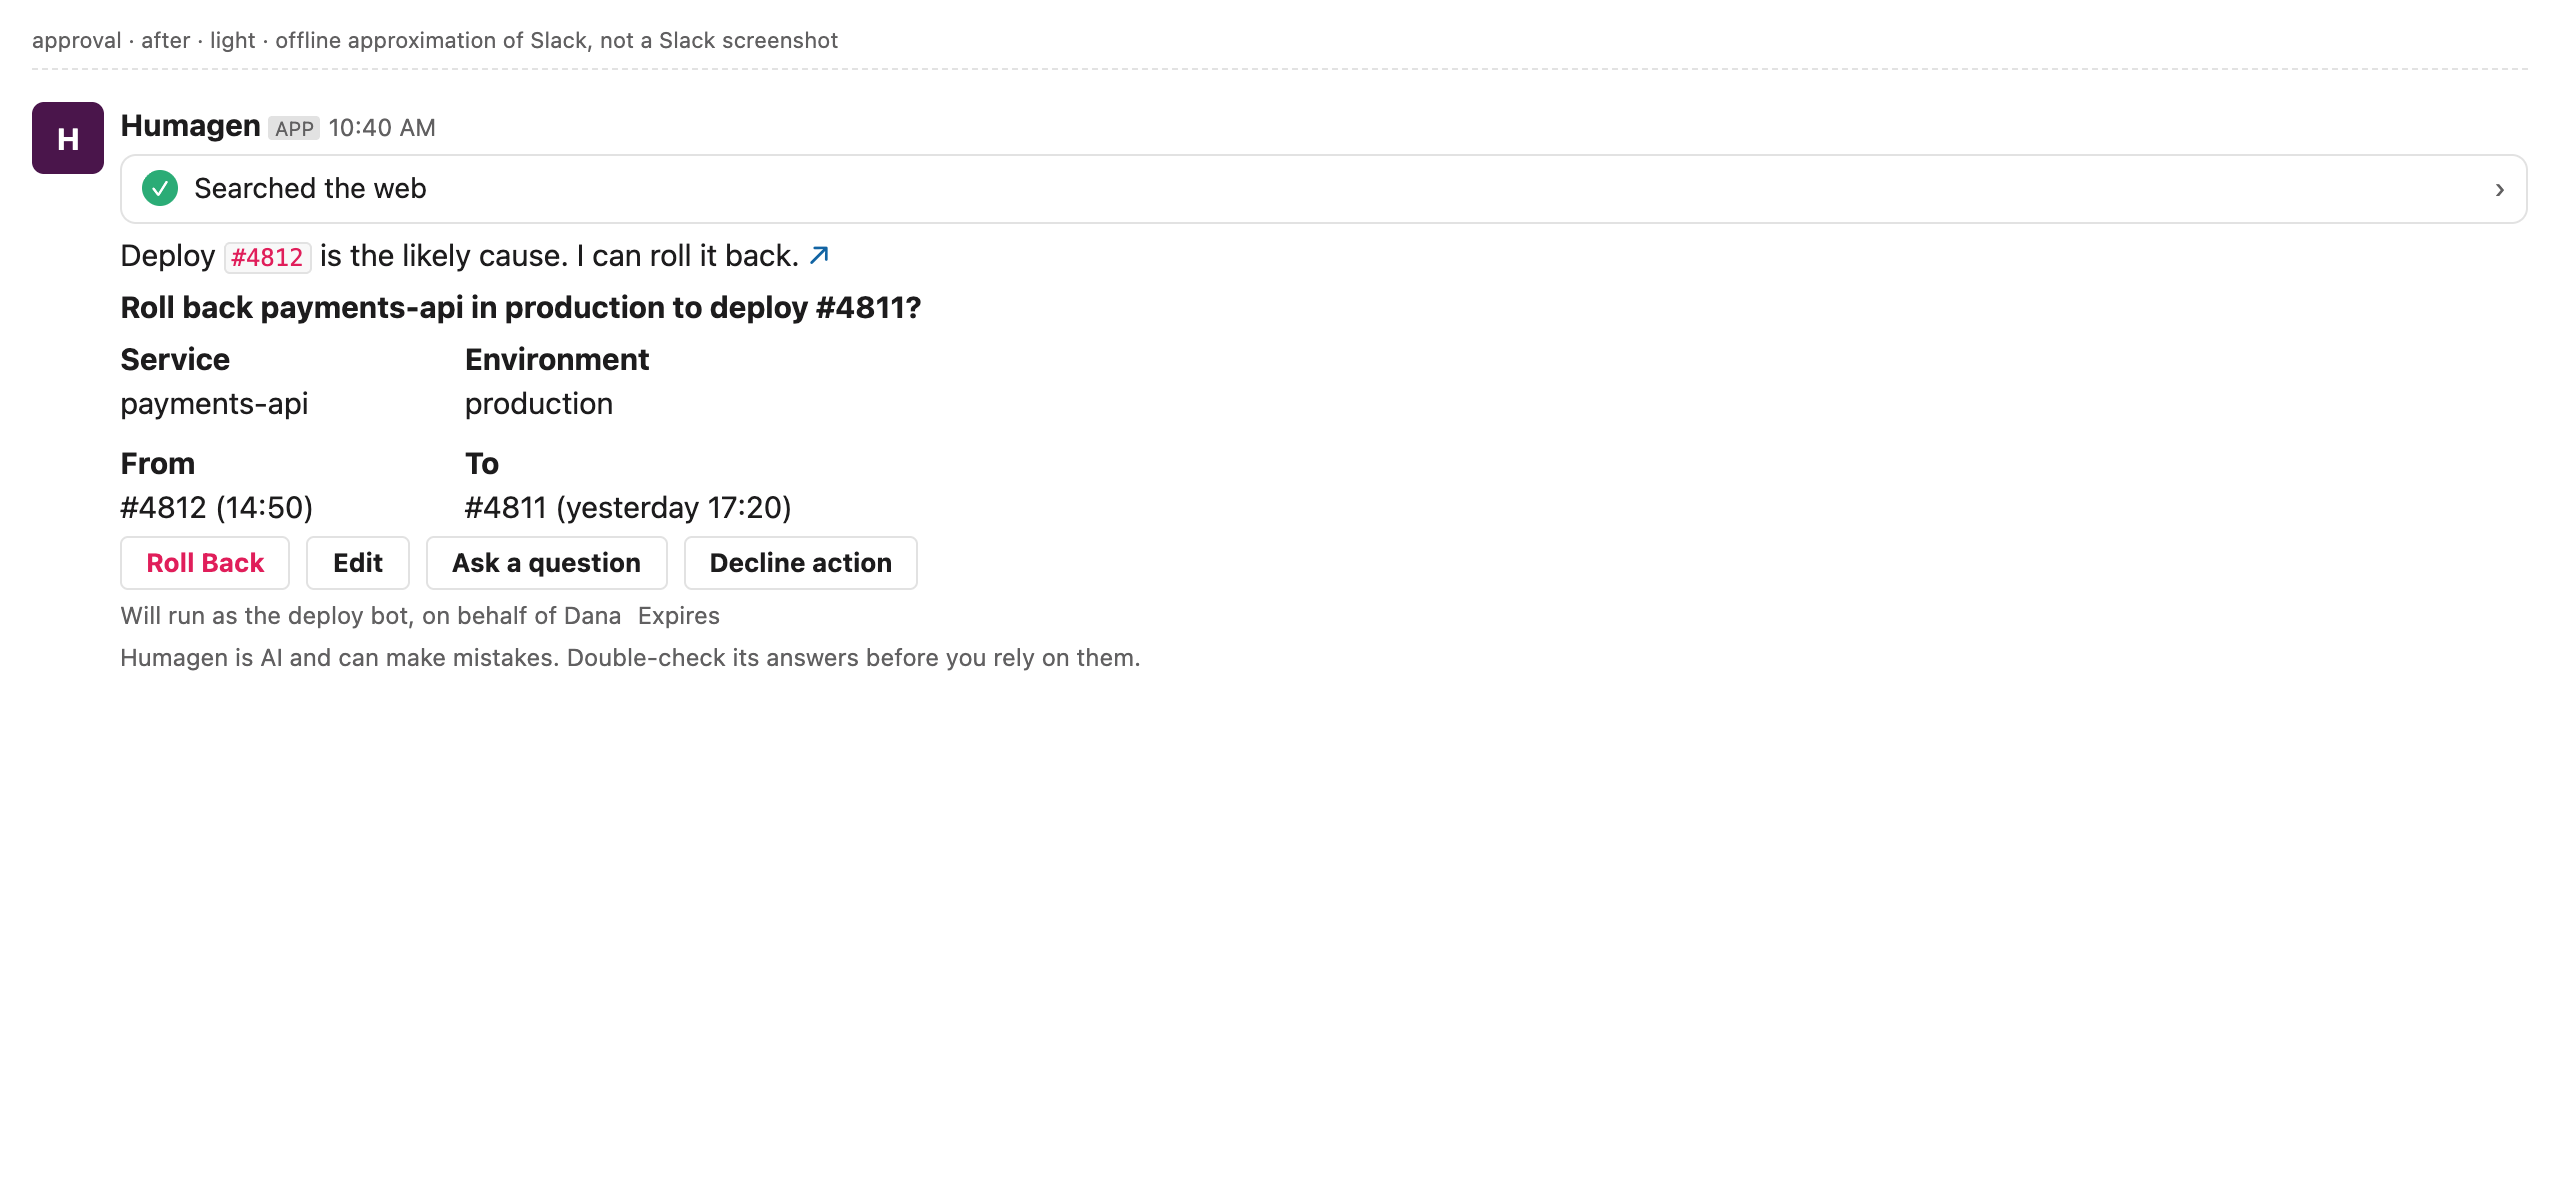 approval · after · light · offline approximation of Slack, not a Slack screenshot
H
Humagen APP 10:40 AM
Searched the web
Deploy #4812 is the likely cause. I can roll it back.
Roll back payments-api in production to deploy #4811?
Service Environment
payments-api production
From To
#4812 (14:50) #4811 (yesterday 17:20)
Roll Back Edit Ask a question Decline action
Will run as the deploy bot, on behalf of Dana Expires
Humagen is AI and can make mistakes. Double-check its answers before you rely on them.